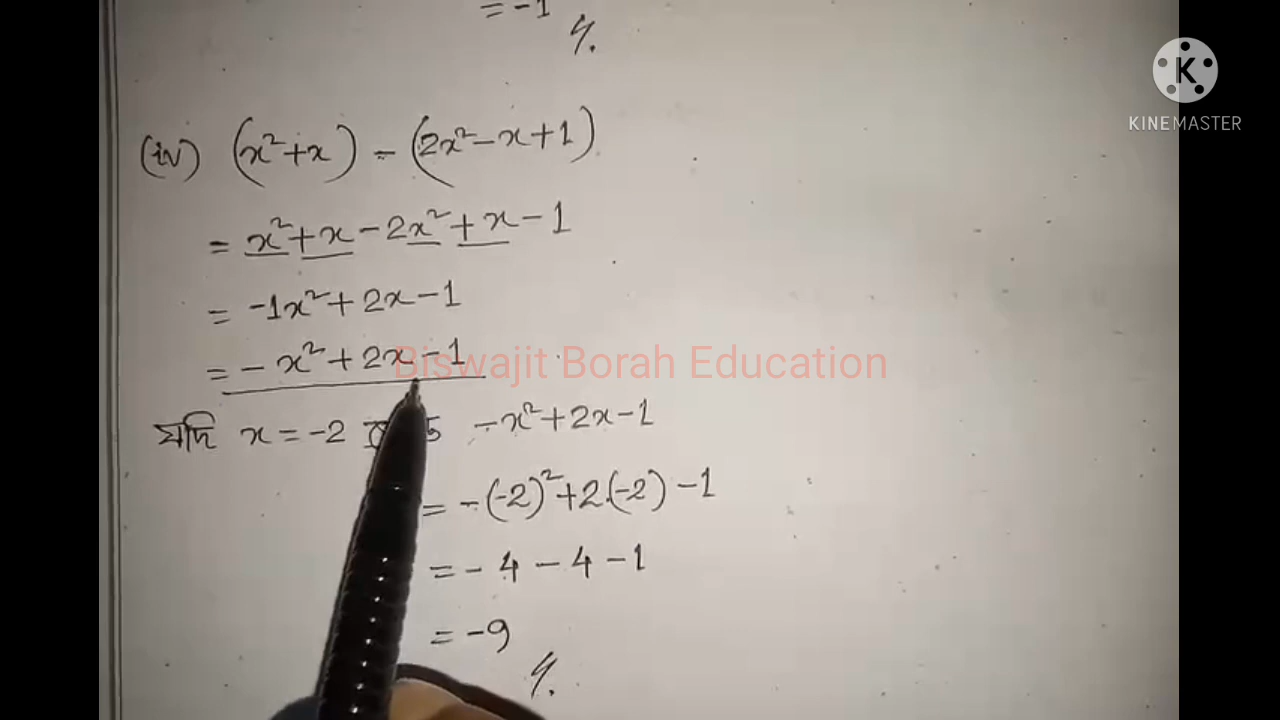 = -1
KINEMASTER
(iv) (x²+x) - (2x²-x+1)
= x²+x-2x²+x-1
= -1x²+2x-1
= -x²+2x-1
Biswajit Borah Education
যদি x = -2 -x²+2x-1
= -(-2)²+2.(-2)-1
= -4-4-1
= -9